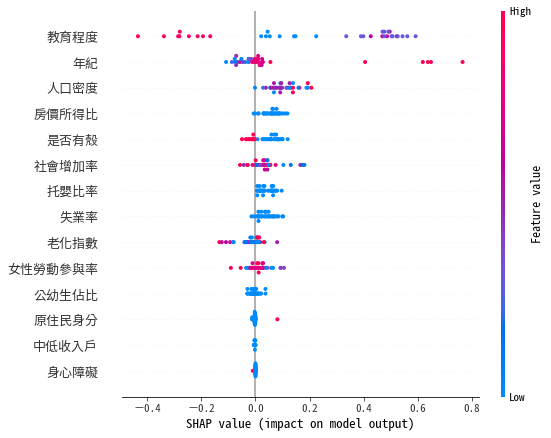 High
教育程度
年紀
人口密度
房價所得比
是否有殼
社會增加率
托嬰比率
失業率
老化指數
女性勞動參與率
公幼生佔比
原住民身分
中低收入戶
身心障礙
Feature value
Low
−0.4 −0.2 0.0 0.2 0.4 0.6 0.8
SHAP value (impact on model output)